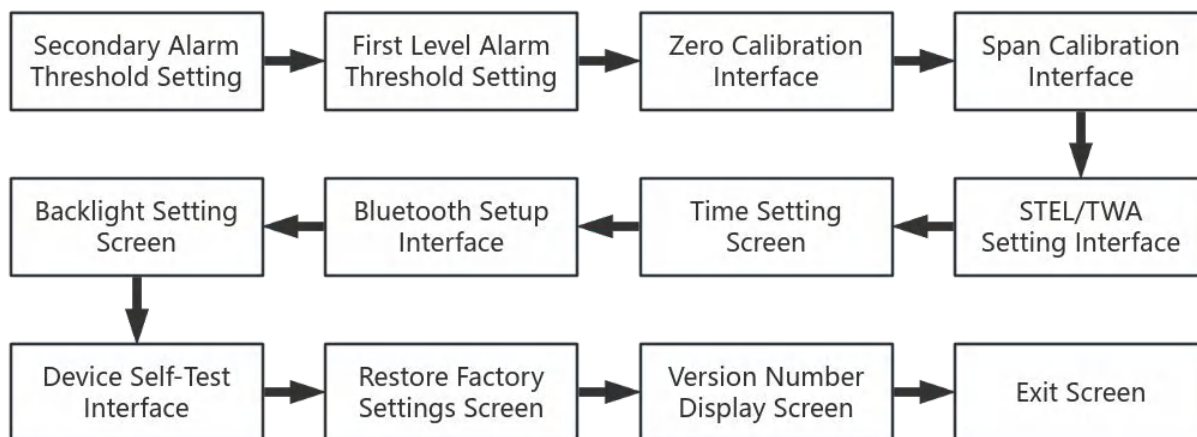 Secondary Alarm
Threshold Setting
First Level Alarm
Threshold Setting
Zero Calibration
Interface
Span Calibration
Interface
Backlight Setting
Screen
Bluetooth Setup
Interface
Time Setting
Screen
STEL/TWA
Setting Interface
Device Self-Test
Interface
Restore Factory
Settings Screen
Version Number
Display Screen
Exit Screen